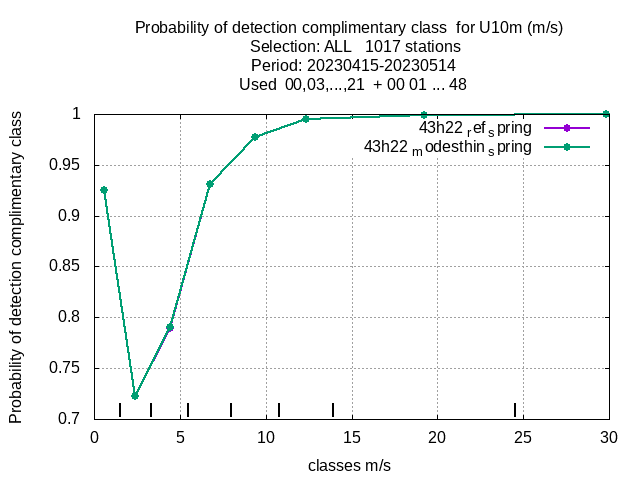 Probability of detection complimentary class for U10m (m/s)
Selection: ALL 1017 stations
Period: 20230415-20230514
Used 00,03,...,21 + 00 01 ... 48
Probability of detection complimentary class
1
0.95
0.9
0.85
0.8
0.75
0.7
43h22 ref spring
43h22 modesthin spring
0 5 10 15 20 25 30
classes m/s